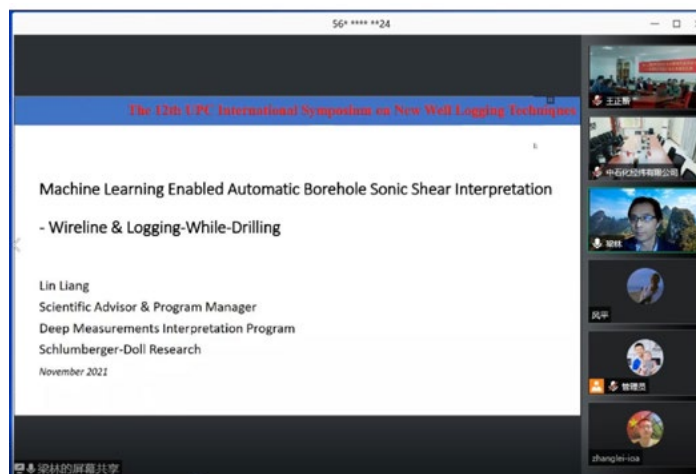 56* **** **24
The 12th UPC International Symposium on New Well Logging Techniques
Machine Learning Enabled Automatic Borehole Sonic Shear Interpretation
- Wireline & Logging-While-Drilling
Lin Liang
Scientific Advisor & Program Manager
Deep Measurements Interpretation Program
Schlumberger-Doll Research
November 2021
梁林的屏幕共享
中石化经纬有限公司
梁林
风平
管理员
zhanglei-ioa